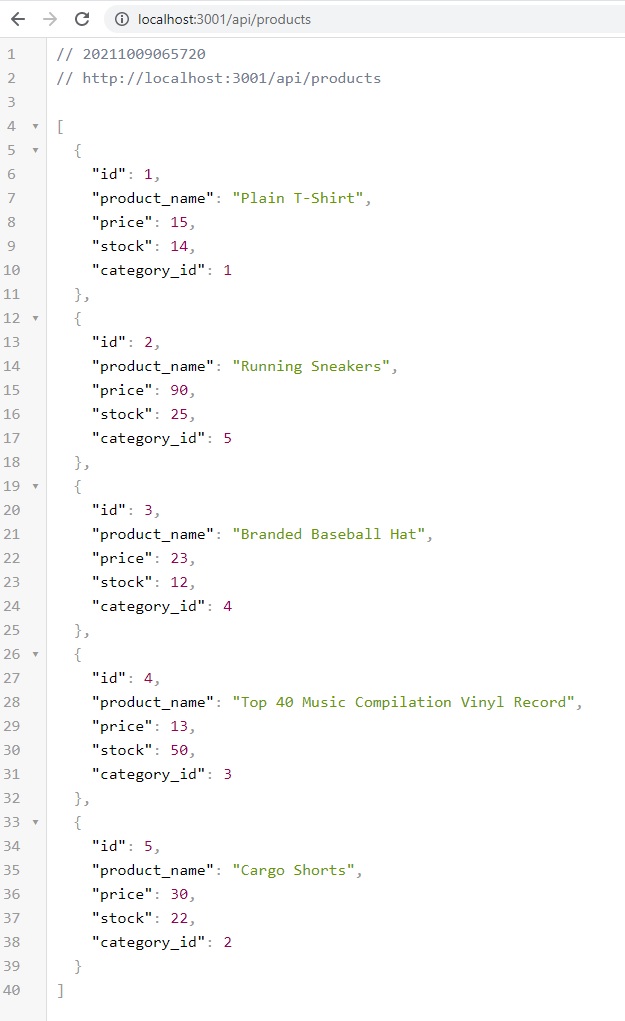 localhost:3001/api/products
1 // 20211009065720
2 // http://localhost:3001/api/products
3
4 [
5 {
6 "id": 1,
7 "product_name": "Plain T-Shirt",
8 "price": 15,
9 "stock": 14,
10 "category_id": 1
11 },
12 {
13 "id": 2,
14 "product_name": "Running Sneakers",
15 "price": 90,
16 "stock": 25,
17 "category_id": 5
18 },
19 {
20 "id": 3,
21 "product_name": "Branded Baseball Hat",
22 "price": 23,
23 "stock": 12,
24 "category_id": 4
25 },
26 {
27 "id": 4,
28 "product_name": "Top 40 Music Compilation Vinyl Record",
29 "price": 13,
30 "stock": 50,
31 "category_id": 3
32 },
33 {
34 "id": 5,
35 "product_name": "Cargo Shorts",
36 "price": 30,
37 "stock": 22,
38 "category_id": 2
39 }
40 ]